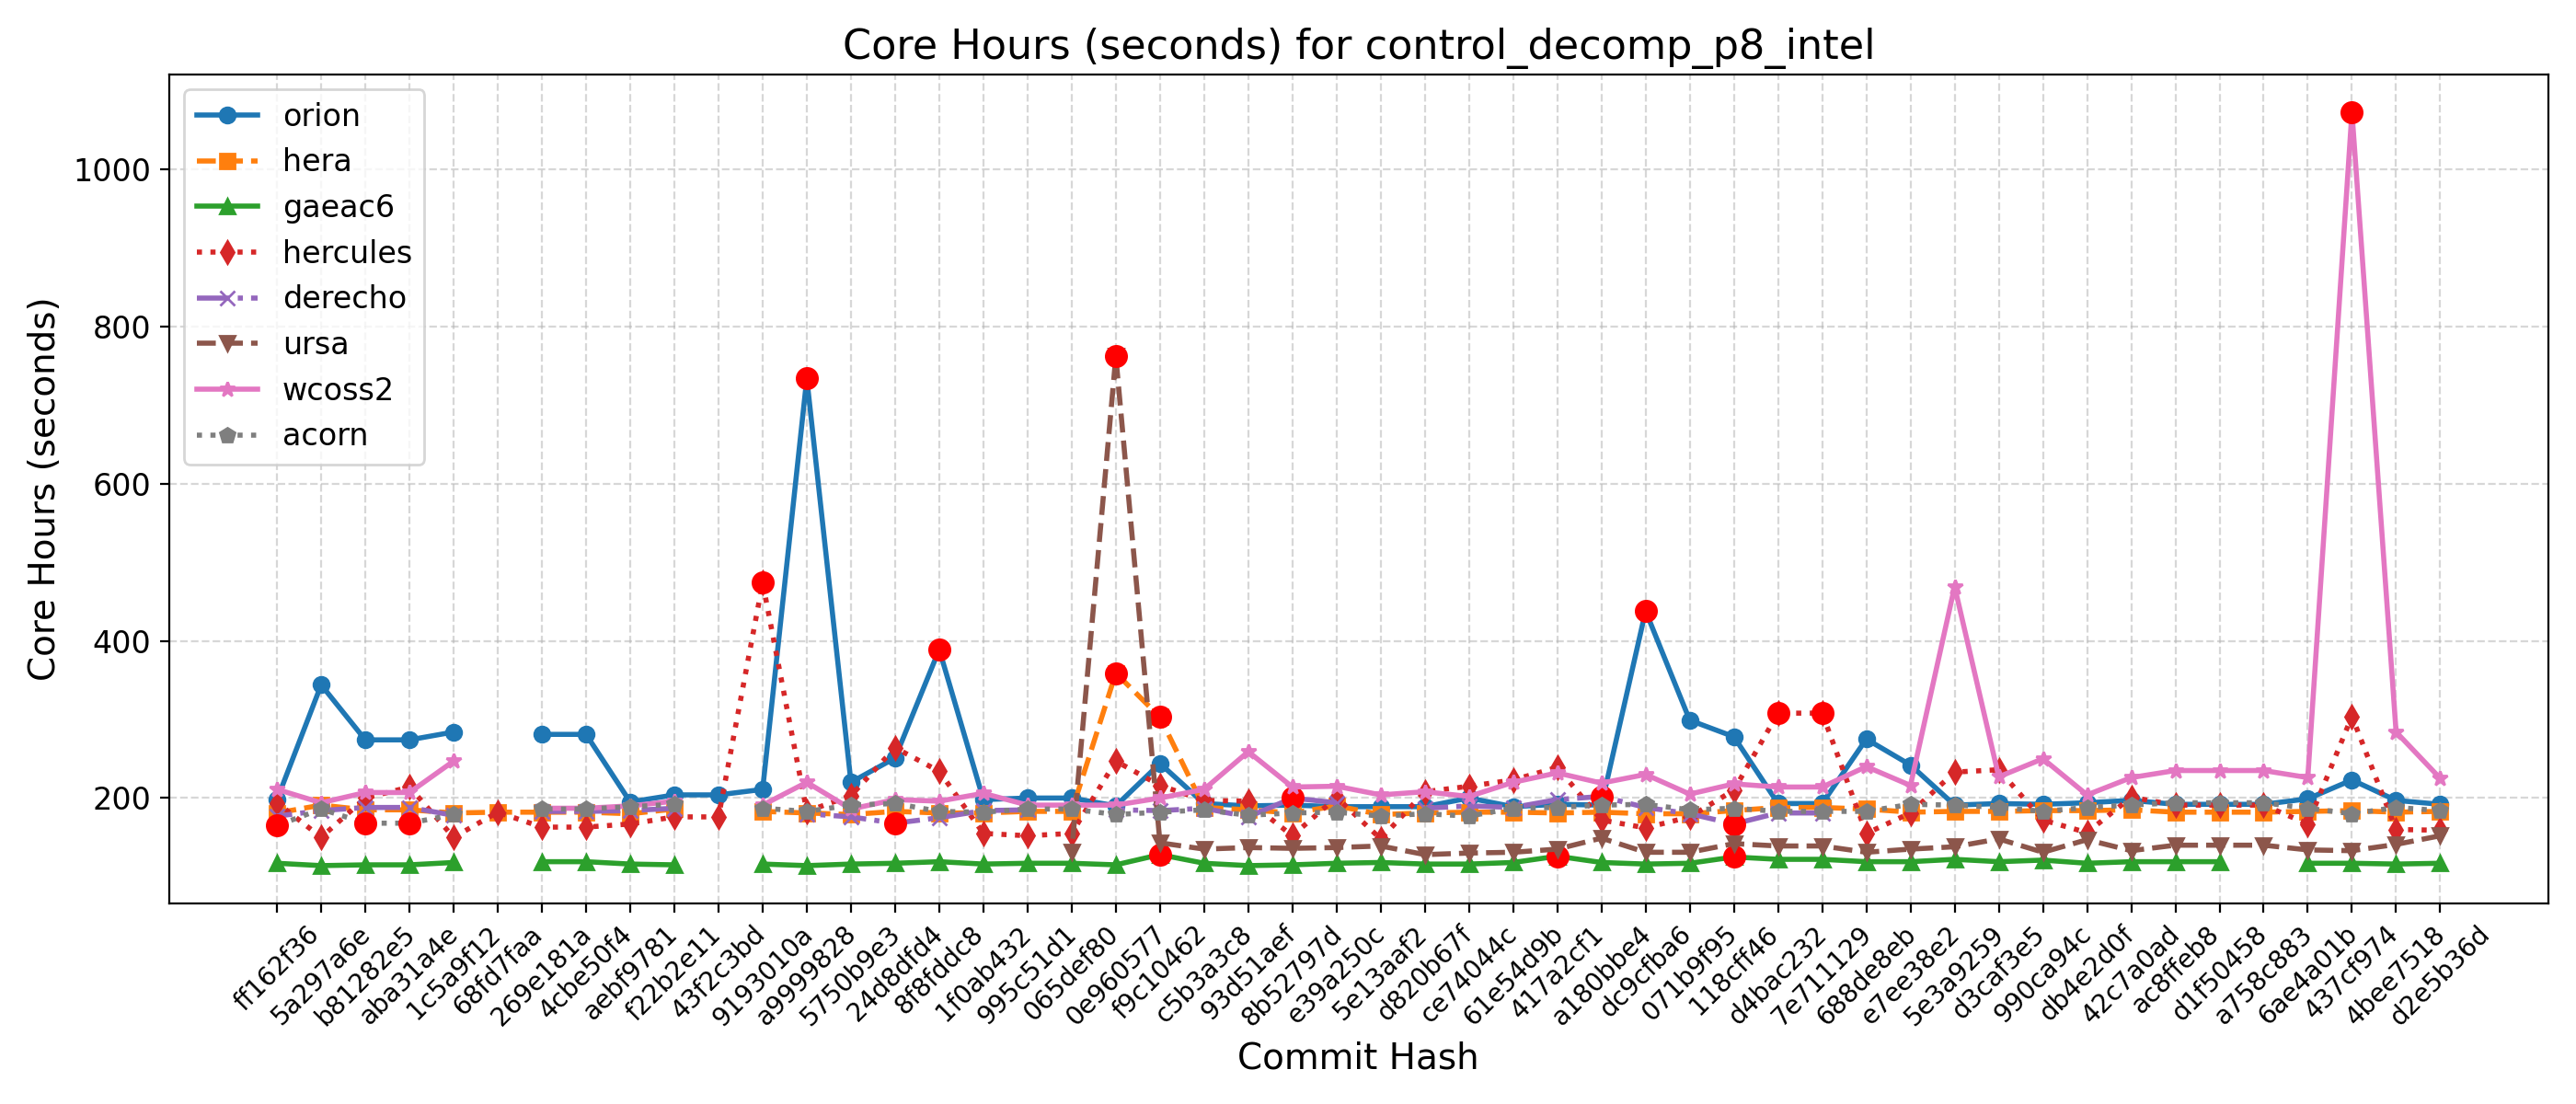 Core Hours (seconds) for control_decomp_p8_intel
Core Hours (seconds)
1000
800
600
400
200
orion
hera
gaeac6
hercules
derecho
ursa
wcoss2
acorn
ff162f36
5a297a6e
b81282e5
aba31a4e
1c5a9f12
68fd7faa
269e181a
4cbe50f4
aebf9781
f22b2e11
43f2c3bd
9193010a
a9999828
5750b9e3
24d8dfd4
8f8fddc8
1f0ab432
995c51d1
065def80
0e960577
f9c10462
c5b3a3c8
93d51aef
8b52797d
e39a250c
5e13aaf2
d820b67f
ce74044c
61e54d9b
417a2cf1
a180bbe4
dc9cfba6
071b9f95
118cff46
d4bac232
7e711129
688de8eb
e7ee38e2
5e3a9259
d3caf3e5
990ca94c
db4e2d0f
42c7a0ad
ac8ffeb8
d1f50458
a758c883
6ae4a01b
437cf974
4bee7518
d2e5b36d
Commit Hash